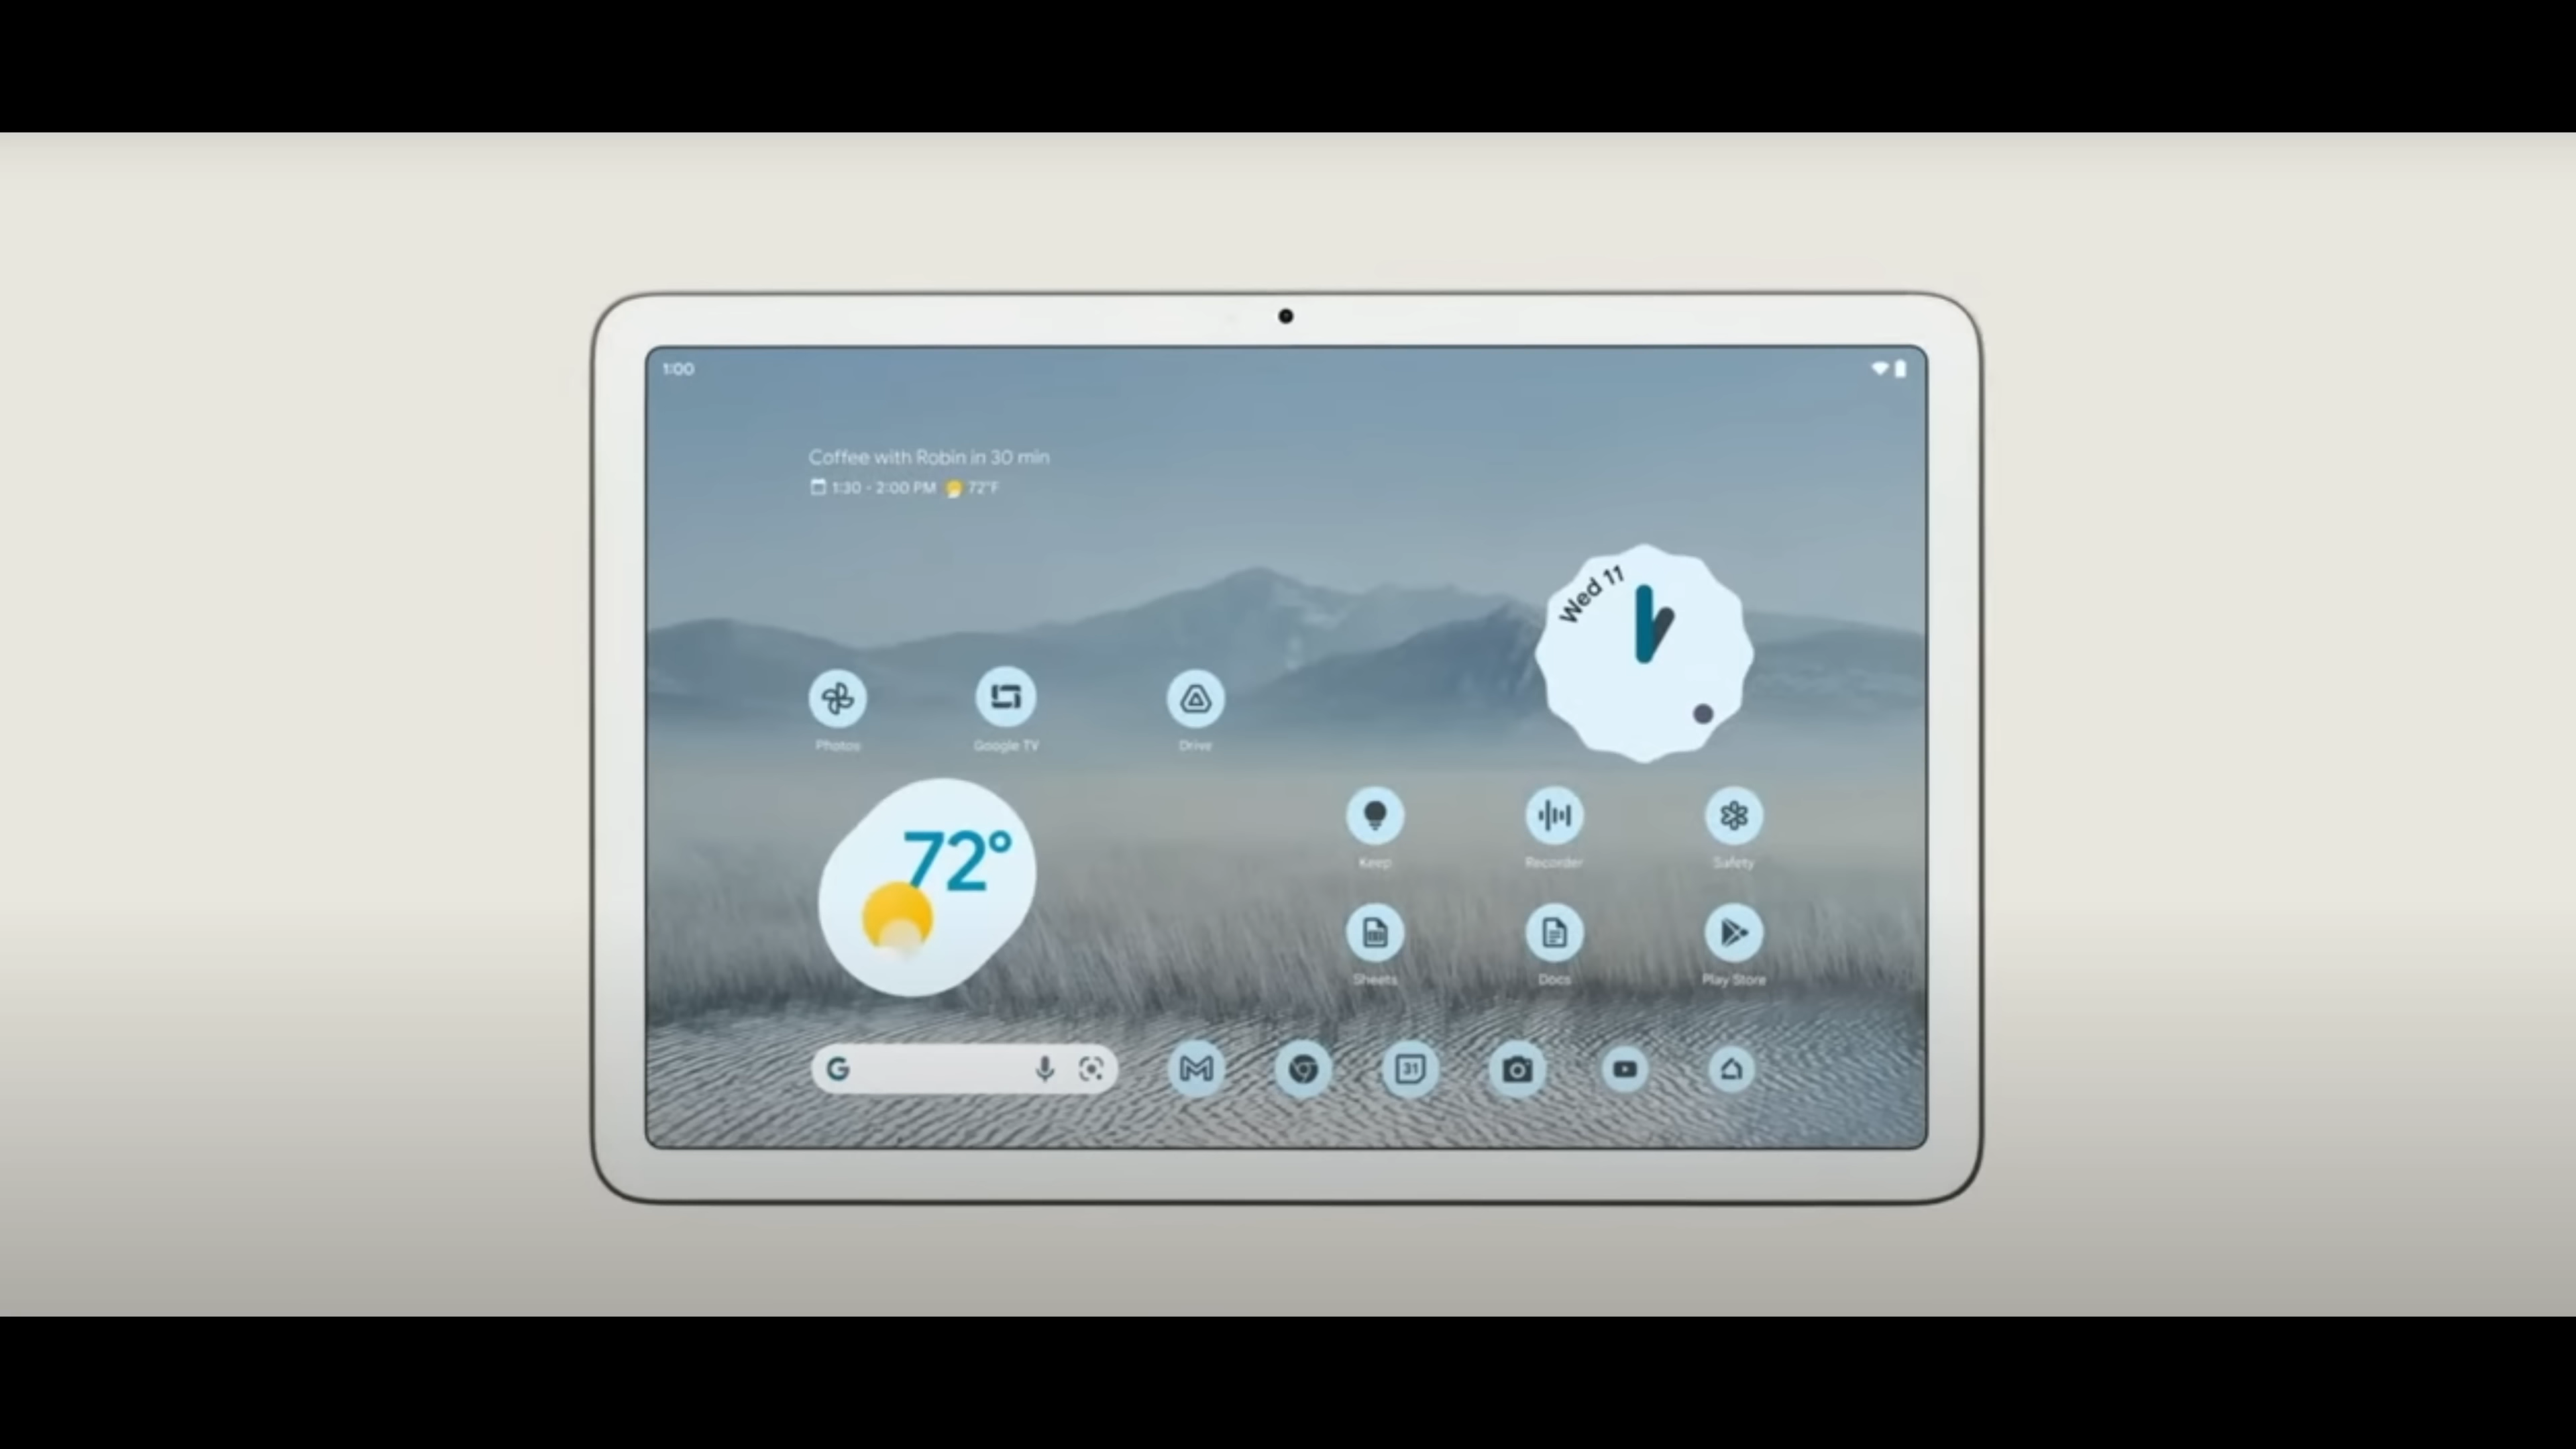 1:00
Coffee with Robin in 30 min
1:30 - 2:00 PM 72°F
Wed 11
Photos
Google TV
Drive
72°
Keep
Recorder
Safety
Sheets
Docs
Play Store
G
31